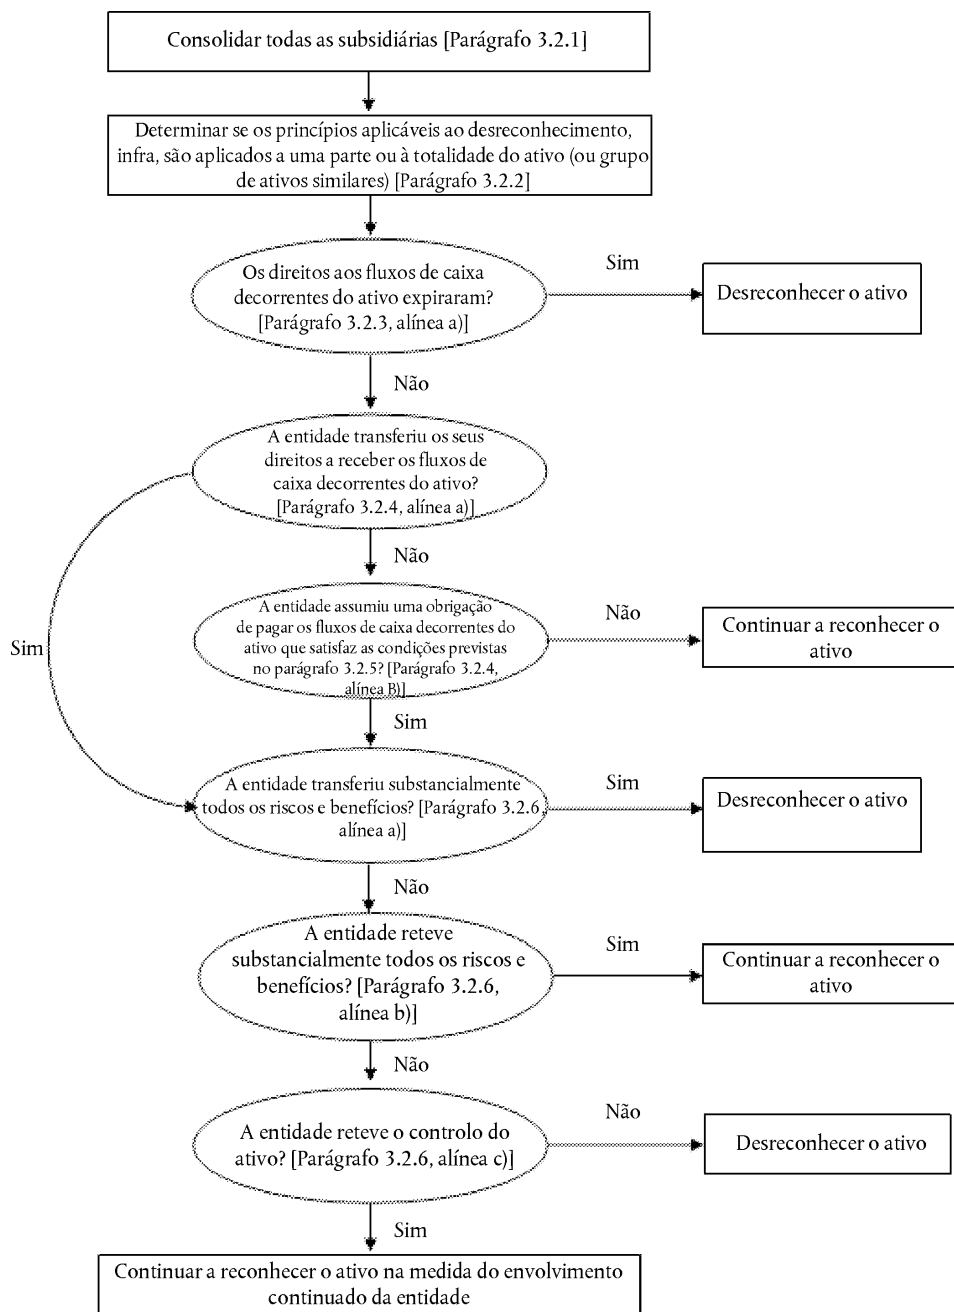 Consolidar todas as subsidiárias [Parágrafo 3.2.1]
Determinar se os princípios aplicáveis ao desreconhecimento,
infra, são aplicados a uma parte ou à totalidade do ativo (ou grupo
de ativos similares) [Parágrafo 3.2.2]
Os direitos aos fluxos de caixa
decorrentes do ativo expiraram?
[Parágrafo 3.2.3, alínea a)]
Sim
Desreconhecer o ativo
Não
A entidade transferiu os seus
direitos a receber os fluxos de
caixa decorrentes do ativo?
[Parágrafo 3.2.4, alínea a)]
Não
Sim
A entidade assumiu uma obrigação
de pagar os fluxos de caixa decorrentes do
ativo que satisfaz as condições previstas
no parágrafo 3.2.5? [Parágrafo 3.2.4,
alínea B)]
Não
Continuar a reconhecer o
ativo
Sim
A entidade transferiu substancialmente
todos os riscos e benefícios? [Parágrafo 3.2.6,
alínea a)]
Sim
Desreconhecer o ativo
Não
A entidade reteve
substancialmente todos os riscos e
benefícios? [Parágrafo 3.2.6,
alínea b)]
Sim
Continuar a reconhecer o
ativo
Não
A entidade reteve o controlo do
ativo? [Parágrafo 3.2.6, alínea c)]
Não
Desreconhecer o ativo
Sim
Continuar a reconhecer o ativo na medida do envolvimento
continuado da entidade